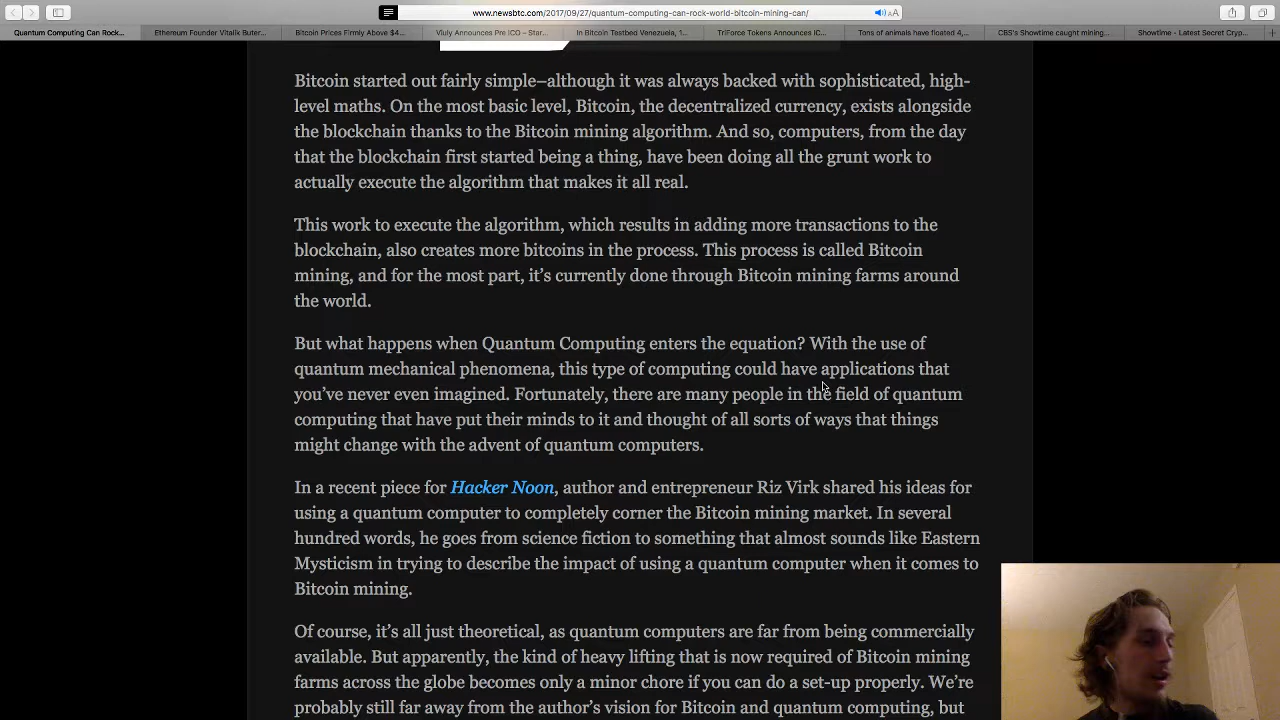 www.newsbtc.com/2017/09/27/quantum-computing-can-rock-world-bitcoin-mining-can/
AA
Quantum Computing Can Rock...
Ethereum Founder Vitalik Buter...
Bitcoin Prices Firmly Above $4...
Viuly Announces Pre ICO – Star...
In Bitcoin Testbed Venezuela, 1...
TriForce Tokens Announces IC...
Tons of animals have floated 4,...
CBS's Showtime caught mining...
Showtime - Latest Secret Cryp...
Bitcoin started out fairly simple–although it was always backed with sophisticated, high-
level maths. On the most basic level, Bitcoin, the decentralized currency, exists alongside
the blockchain thanks to the Bitcoin mining algorithm. And so, computers, from the day
that the blockchain first started being a thing, have been doing all the grunt work to
actually execute the algorithm that makes it all real.
This work to execute the algorithm, which results in adding more transactions to the
blockchain, also creates more bitcoins in the process. This process is called Bitcoin
mining, and for the most part, it's currently done through Bitcoin mining farms around
the world.
But what happens when Quantum Computing enters the equation? With the use of
quantum mechanical phenomena, this type of computing could have applications that
you've never even imagined. Fortunately, there are many people in the field of quantum
computing that have put their minds to it and thought of all sorts of ways that things
might change with the advent of quantum computers.
In a recent piece for Hacker Noon, author and entrepreneur Riz Virk shared his ideas for
using a quantum computer to completely corner the Bitcoin mining market. In several
hundred words, he goes from science fiction to something that almost sounds like Eastern
Mysticism in trying to describe the impact of using a quantum computer when it comes to
Bitcoin mining.
Of course, it's all just theoretical, as quantum computers are far from being commercially
available. But apparently, the kind of heavy lifting that is now required of Bitcoin mining
farms across the globe becomes only a minor chore if you can do a set-up properly. We're
probably still far away from the author's vision for Bitcoin and quantum computing, but